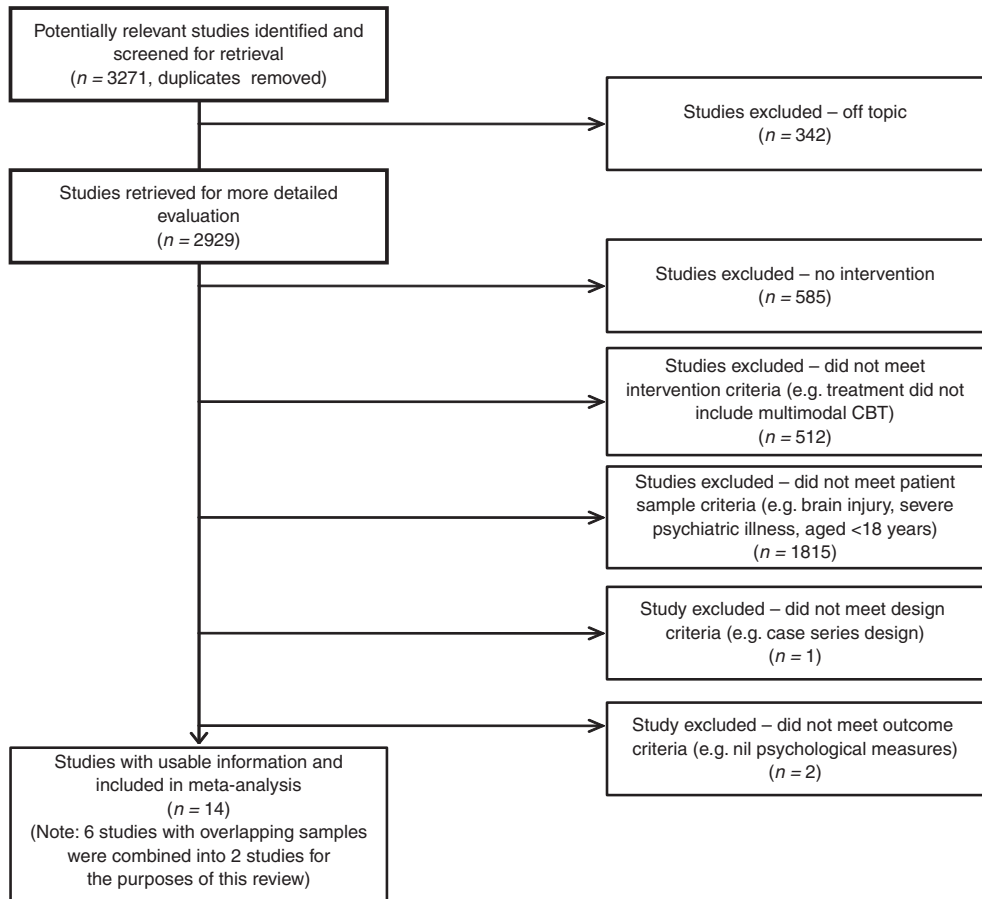 Potentially relevant studies identified and
screened for retrieval
(n = 3271, duplicates removed)
Studies excluded – off topic
(n = 342)
Studies retrieved for more detailed
evaluation
(n = 2929)
Studies excluded – no intervention
(n = 585)
Studies excluded – did not meet
intervention criteria (e.g. treatment did not
include multimodal CBT)
(n = 512)
Studies excluded – did not meet patient
sample criteria (e.g. brain injury, severe
psychiatric illness, aged <18 years)
(n = 1815)
Study excluded – did not meet design
criteria (e.g. case series design)
(n = 1)
Study excluded – did not meet outcome
criteria (e.g. nil psychological measures)
(n = 2)
Studies with usable information and
included in meta-analysis
(n = 14)
(Note: 6 studies with overlapping samples
were combined into 2 studies for
the purposes of this review)